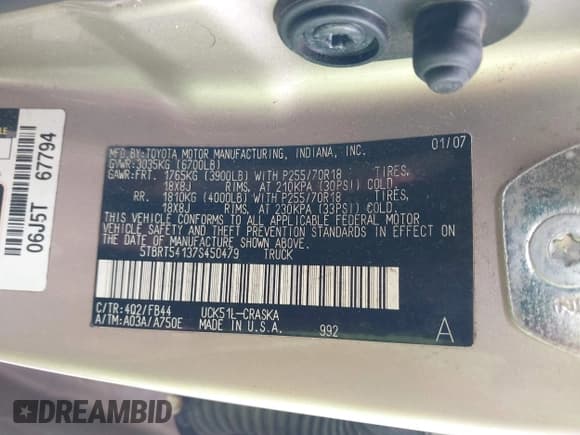 MFD BY:TOYOTA MOTOR MANUFACTURING, INDIANA, INC. 01/07
GVWR:3035KG (6700LB)
GAWR:FRT. 1765KG (3900LB) WITH P255/70R18 TIRES,
18X8J RIMS, AT 210KPA (30PSI) COLD
RR. 1810KG (4000LB) WITH P255/70R18 TIRES,
18X8J RIMS, AT 230KPA (33PSI) COLD.
THIS VEHICLE CONFORMS TO ALL APPLICABLE FEDERAL MOTOR
VEHICLE SAFETY AND THEFT PREVENTION STANDARDS IN EFFECT ON THE
DATE OF MANUFACTURE SHOWN ABOVE.
5TBRT54137S450479 TRUCK
C/TR:4Q2/FB44 UCK51L-CRASKA
A/TM:A03A/A750E MADE IN U.S.A. 992 A
06J5T 67794
DREAMBID